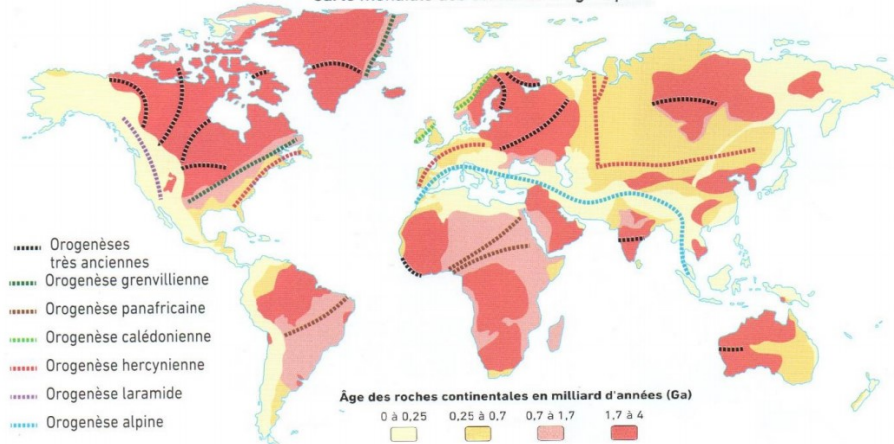 Orogenèses
très anciennes
Orogenèse grenvillienne
Orogenèse panafricaine
Orogenèse calédonienne
Orogenèse hercynienne
Orogenèse laramide
Orogenèse alpine
Âge des roches continentales en milliard d'années (Ga)
0 à 0,25 0,25 à 0,7 0,7 à 1,7 1,7 à 4